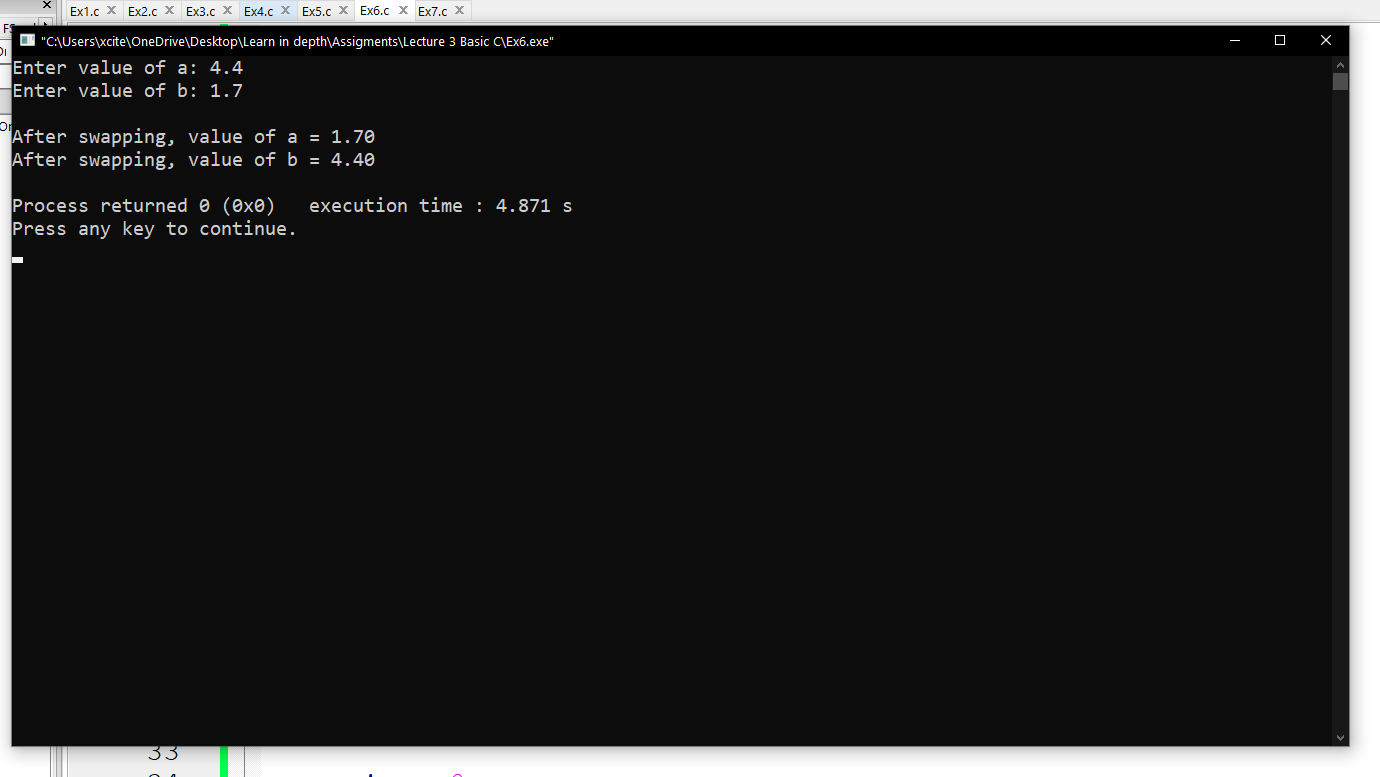 Ex1.c Ex2.c Ex3.c Ex4.c Ex5.c Ex6.c Ex7.c
"C:\Users\xcite\OneDrive\Desktop\Learn in depth\Assigments\Lecture 3 Basic C\Ex6.exe"
Enter value of a: 4.4
Enter value of b: 1.7
After swapping, value of a = 1.70
After swapping, value of b = 4.40
Process returned 0 (0x0)   execution time : 4.871 s
Press any key to continue.
33